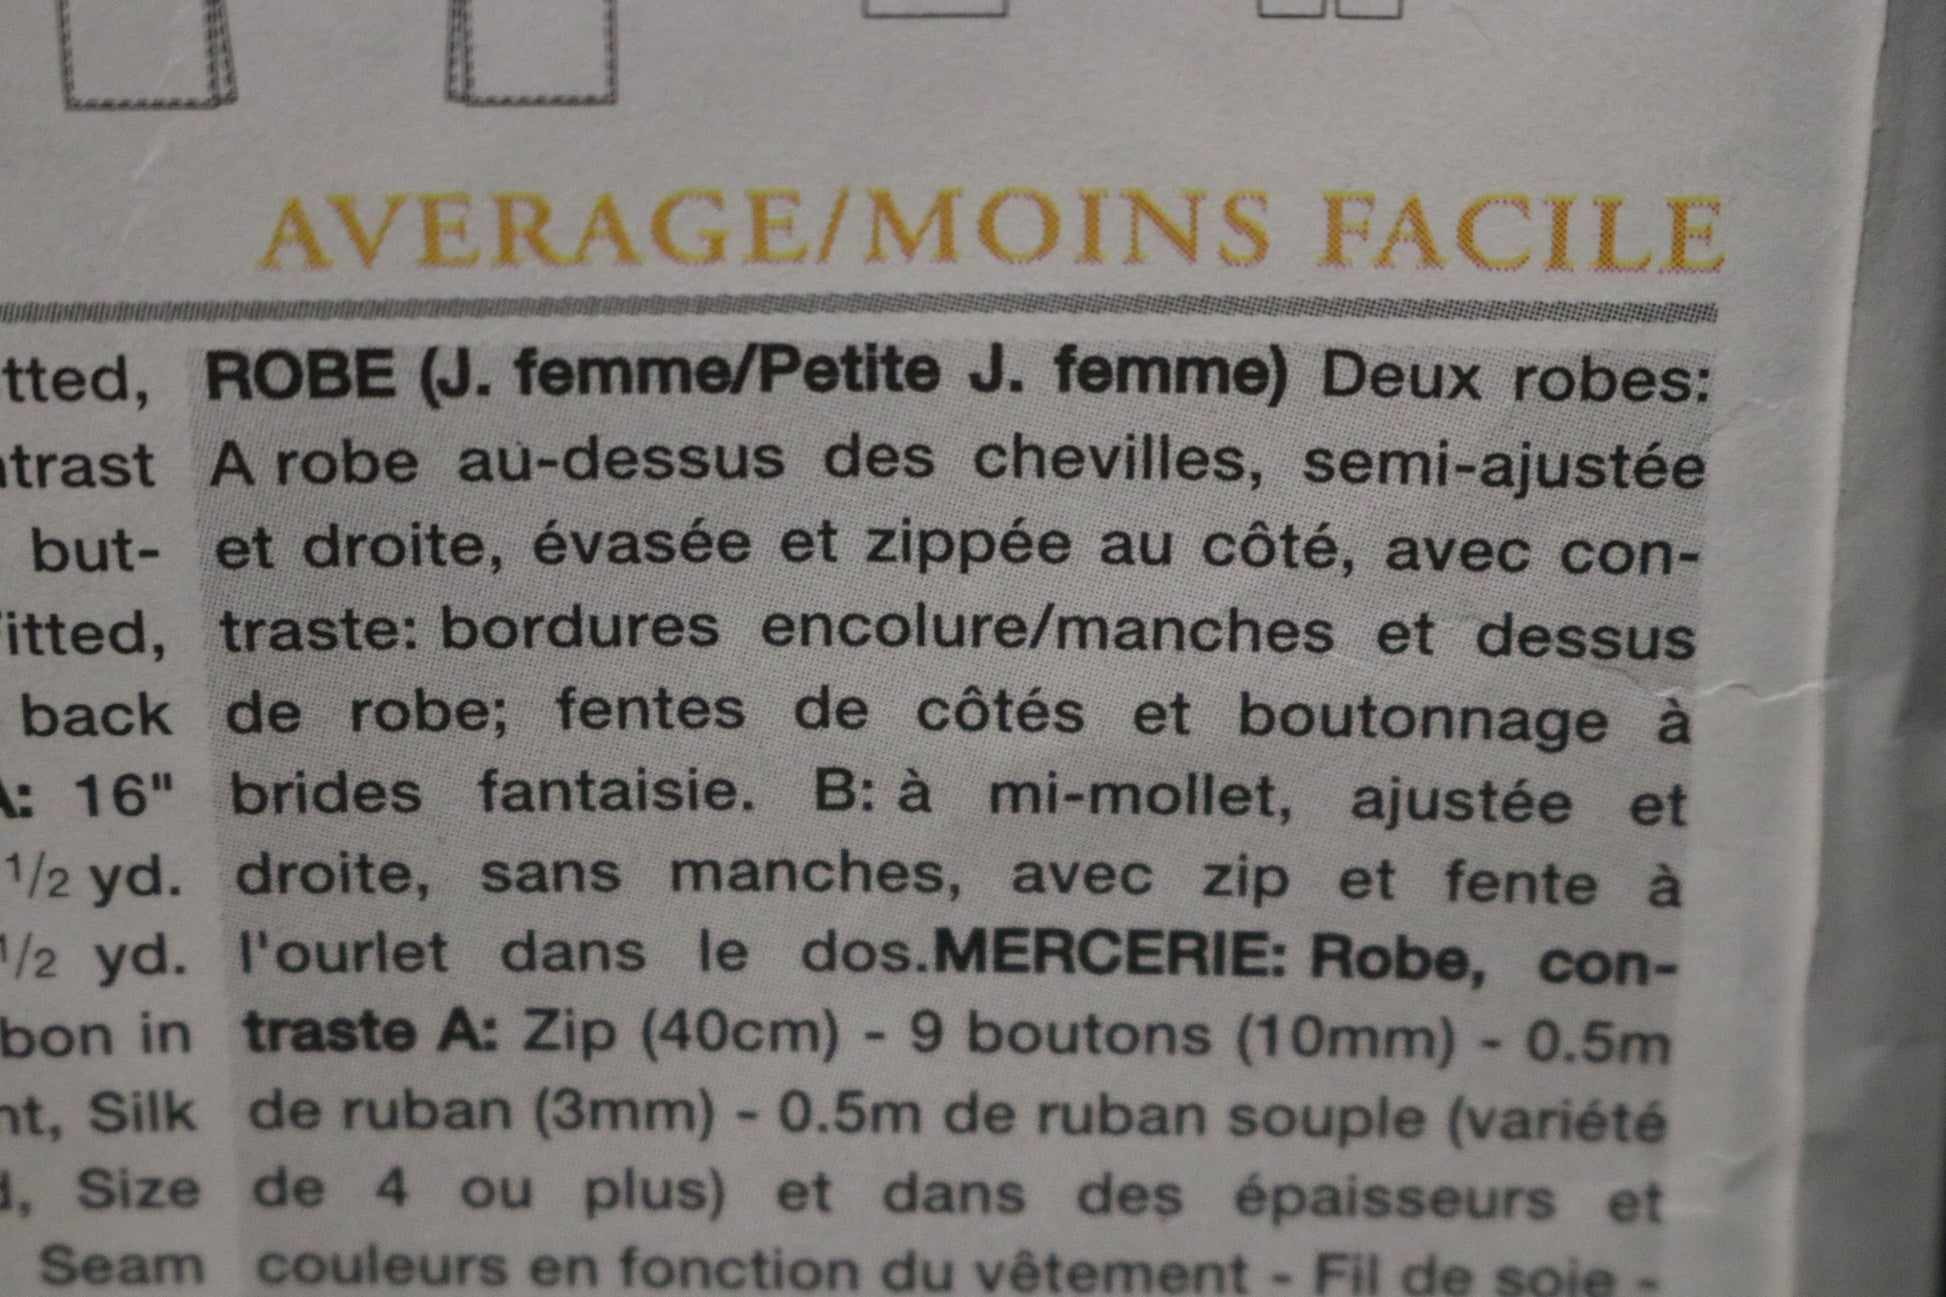 AVERAGE/MOINS FACILE
ROBE (J. femme/Petite J. femme) Deux robes:
A robe au-dessus des chevilles, semi-ajustée
et droite, évasée et zippée au côté, avec con-
traste: bordures encolure/manches et dessus
de robe; fentes de côtés et boutonnage à
brides fantaisie. B: à mi-mollet, ajustée et
droite, sans manches, avec zip et fente à
l'ourlet dans le dos.MERCERIE: Robe, con-
traste A: Zip (40cm) - 9 boutons (10mm) - 0.5m
de ruban (3mm) - 0.5m de ruban souple (variété
de 4 ou plus) et dans des épaisseurs et
couleurs en fonction du vêtement - Fil de soie -
tted,
trast
but-
itted,
back
A: 16"
1/2 yd.
1/2 yd.
bon in
nt, Silk
d, Size
Seam